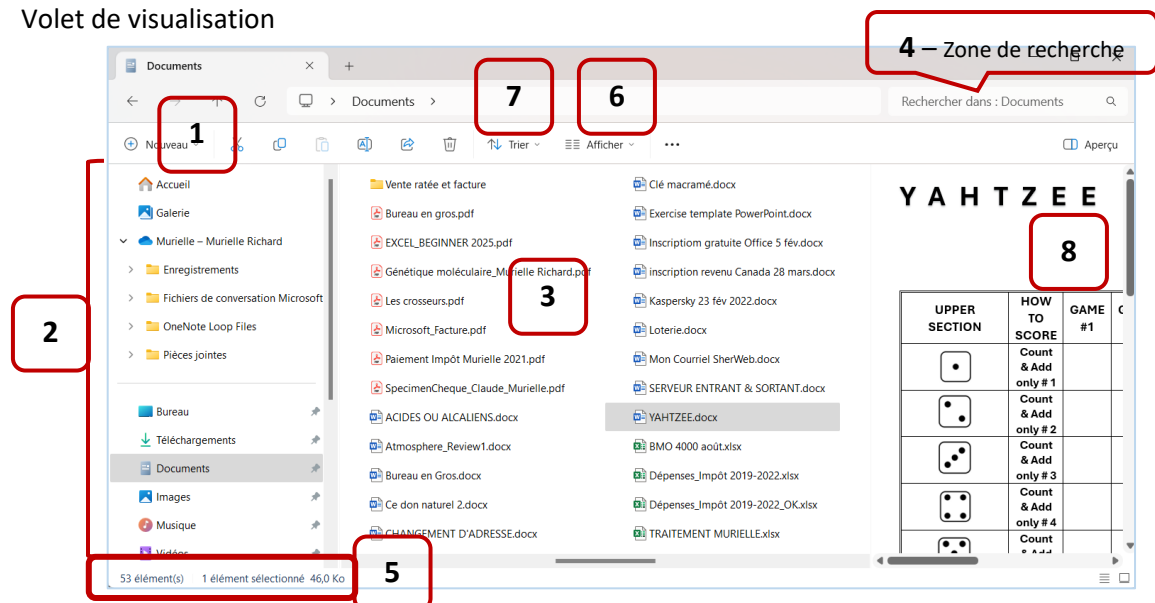 Volet de visualisation
4 – Zone de recherche
Documents
Documents
7
6
Rechercher dans : Documents
1
Nouveau
Trier
Afficher
Aperçu
2
Accueil
Galerie
Murielle – Murielle Richard
Enregistrements
Fichiers de conversation Microsoft
OneNote Loop Files
Pièces jointes
Bureau
Téléchargements
Documents
Images
Musique
Vidéos
3
Vente ratée et facture
Bureau en gros.pdf
EXCEL_BEGINNER 2025.pdf
Génétique moléculaire_Murielle Richard.pdf
Les crosseurs.pdf
Microsoft_Facture.pdf
Paiement Impôt Murielle 2021.pdf
SpecimenCheque_Claude_Murielle.pdf
ACIDES OU ALCALIENS.docx
Atmosphere_Review1.docx
Bureau en Gros.docx
Ce don naturel 2.docx
CHANGEMENT D'ADRESSE.docx
Clé macramé.docx
Exercise template PowerPoint.docx
Inscriptiom gratuite Office 5 fév.docx
inscription revenu Canada 28 mars.docx
Kaspersky 23 fév 2022.docx
Loterie.docx
Mon Courriel SherWeb.docx
SERVEUR ENTRANT & SORTANT.docx
YAHTZEE.docx
BMO 4000 août.xlsx
Dépenses_Impôt 2019-2022.xlsx
Dépenses_Impôt 2019-2022_OK.xlsx
TRAITEMENT MURIELLE.xlsx
YAHTZEE
8
UPPER SECTION
HOW TO SCORE
GAME #1
Count & Add only # 1
Count & Add only # 2
Count & Add only # 3
Count & Add only # 4
Count
5
53 élément(s) 1 élément sélectionné 46,0 Ko